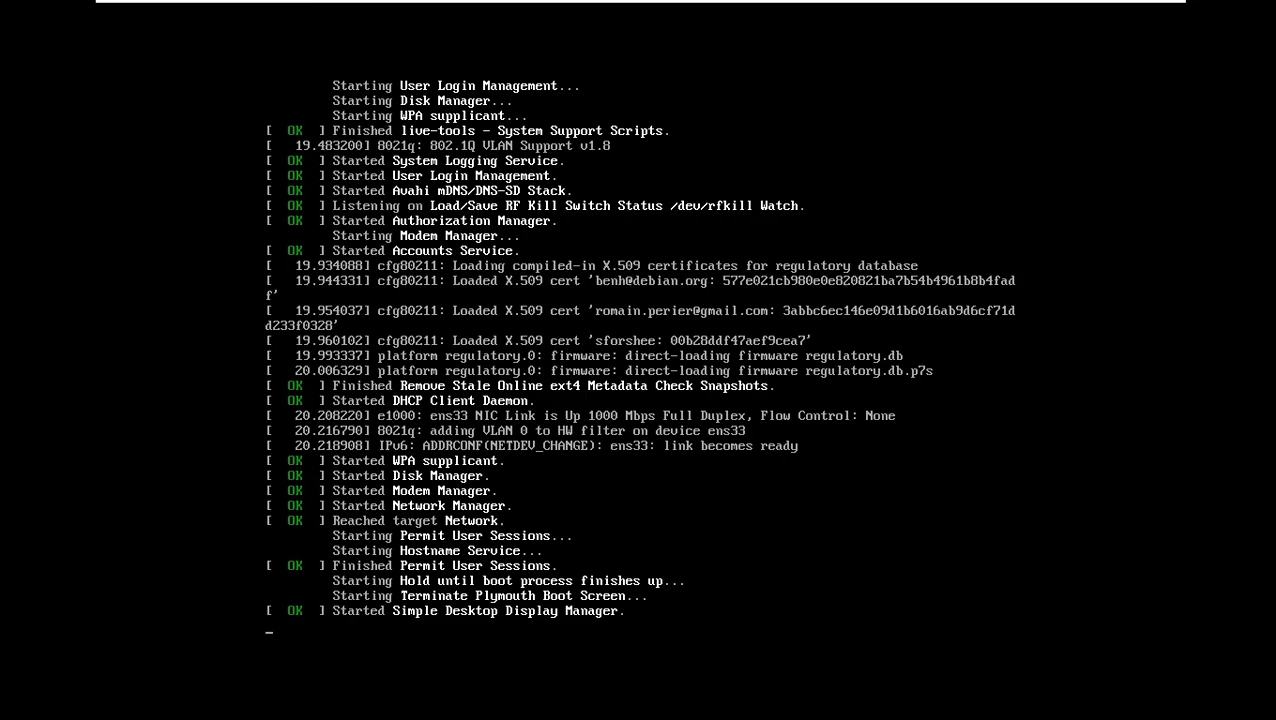 Starting User Login Management...
Starting Disk Manager...
Starting WPA supplicant...
[  OK  ] Finished live-tools - System Support Scripts.
[   19.483200] 8021q: 802.1Q VLAN Support v1.8
[  OK  ] Started System Logging Service.
[  OK  ] Started User Login Management.
[  OK  ] Started Avahi mDNS/DNS-SD Stack.
[  OK  ] Listening on Load/Save RF Kill Switch Status /dev/rfkill Watch.
[  OK  ] Started Authorization Manager.
Starting Modem Manager...
[  OK  ] Started Accounts Service.
[   19.934088] cfg80211: Loading compiled-in X.509 certificates for regulatory database
[   19.944331] cfg80211: Loaded X.509 cert 'benh@debian.org: 577e021cb980e0e820821ba7b54b4961b8b4fad
f'
[   19.954037] cfg80211: Loaded X.509 cert 'romain.perier@gmail.com: 3abbc6ec146e09d1b6016ab9d6cf71d
d233f0328'
[   19.960102] cfg80211: Loaded X.509 cert 'sforshee: 00b28ddf47aef9cea7'
[   19.993337] platform regulatory.0: firmware: direct-loading firmware regulatory.db
[   20.006329] platform regulatory.0: firmware: direct-loading firmware regulatory.db.p7s
[  OK  ] Finished Remove Stale Online ext4 Metadata Check Snapshots.
[  OK  ] Started DHCP Client Daemon.
[   20.208220] e1000: ens33 NIC Link is Up 1000 Mbps Full Duplex, Flow Control: None
[   20.216790] 8021q: adding VLAN 0 to HW filter on device ens33
[   20.218908] IPv6: ADDRCONF(NETDEV_CHANGE): ens33: link becomes ready
[  OK  ] Started WPA supplicant.
[  OK  ] Started Disk Manager.
[  OK  ] Started Modem Manager.
[  OK  ] Started Network Manager.
[  OK  ] Reached target Network.
Starting Permit User Sessions...
Starting Hostname Service...
[  OK  ] Finished Permit User Sessions.
Starting Hold until boot process finishes up...
Starting Terminate Plymouth Boot Screen...
[  OK  ] Started Simple Desktop Display Manager.